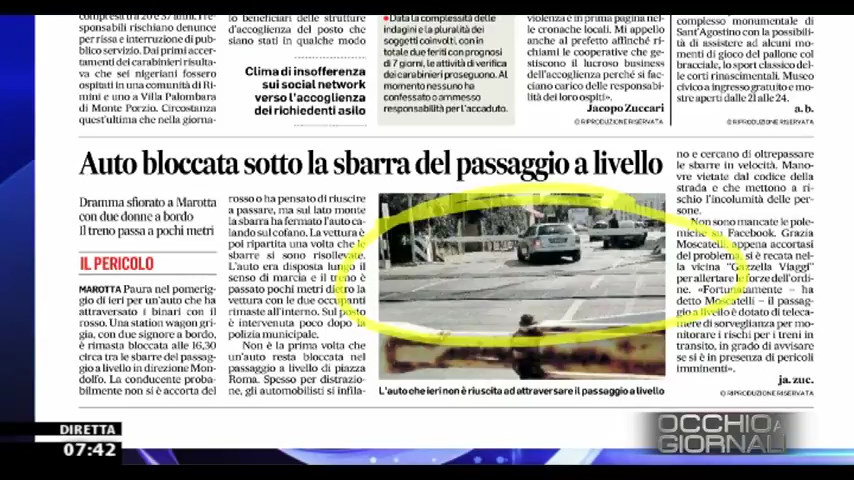 compresa tra 20 e 37 anni. I re-
sponsabili rischiano denunce
per rissa e interruzione di pub-
blico servizio. Dai primi accer-
tamenti dei carabinieri risulta-
va che sei nigeriani fossero
ospitati in una comunità di Ri-
mini e uno a Villa Palombara
di Monte Porzio. Circostanza
quest'ultima che nella giorna-
lo beneficiari delle strutture
d'accoglienza del posto che
siano stati in qualche modo
Clima di insofferenza
sui social network
verso l'accoglienza
dei richiedenti asilo
Data la complessità delle
indagini e la pluralità dei
soggetti coinvolti, con in
totale due feriti con prognosi
di 7 giorni, le attività di verifica
dei carabinieri proseguono. Al
momento nessuno ha
confessato o ammesso
responsabilità per l'accaduto.
violenza e in prima pagina nel-
le cronache locali. Mi appello
anche al prefetto affinché ri-
chiami le cooperative che ge-
stiscono il lucroso business
dell'accoglienza perché si fac-
ciano carico delle responsabi-
lità dei loro ospiti».
Jacopo Zuccari
© RIPRODUZIONE RISERVATA
complesso monumentale di
Sant'Agostino con la possibili-
tà di assistere ad alcuni mo-
menti di gioco del pallone col
bracciale, lo sport classico del-
le corti rinascimentali. Museo
civico a ingresso gratuito e mo-
stre aperti dalle 21 alle 24.
a. b.
© RIPRODUZIONE RISERVATA
Auto bloccata sotto la sbarra del passaggio a livello
Dramma sfiorato a Marotta
con due donne a bordo
Il treno passa a pochi metri
IL PERICOLO
MAROTTA Paura nel pomerig-
gio di ieri per un'auto che ha
attraversato i binari con il
rosso. Una station wagon gri-
gia, con due signore a bordo,
è rimasta bloccata alle 16,30
circa tra le sbarre del passag-
gio a livello in direzione Mon-
dolfo. La conducente proba-
bilmente non si è accorta del
rosso o ha pensato di riuscire
a passare, ma sul lato monte
la sbarra ha fermato l'auto ca-
lando sul cofano. La vettura è
poi ripartita una volta che le
sbarre si sono risollevate.
L'auto era disposta lungo il
senso di marcia e il treno è
passato pochi metri dietro la
vettura con le due occupanti
rimaste all'interno. Sul posto
è intervenuta poco dopo la
polizia municipale.
Non è la prima volta che
un'auto resta bloccata nel
passaggio a livello di piazza
Roma. Spesso per distrazio-
ne, gli automobilisti si infila-
L'auto che ieri non è riuscita ad attraversare il passaggio a livello
no e cercano di oltrepassare
le sbarre in velocità. Mano-
vre vietate dal codice della
strada e che mettono a ri-
schio l'incolumità delle per-
sone.
Non sono mancate le pole-
miche su Facebook. Grazia
Moscatelli, appena accortasi
del problema, si è recata nel-
la vicina "Gazzella Viaggi"
per allertare le forze dell'ordi-
ne. «Fortunatamente – ha
detto Moscatelli – il passag-
gio a livello è dotato di teleca-
mere di sorveglianza per mo-
nitorare i rischi per i treni in
transito, in grado di avvisare
se si è in presenza di pericoli
imminenti».
ja. zuc.
© RIPRODUZIONE RISERVATA
DIRETTA
07:42
OCCHIO AI
GIORNALI